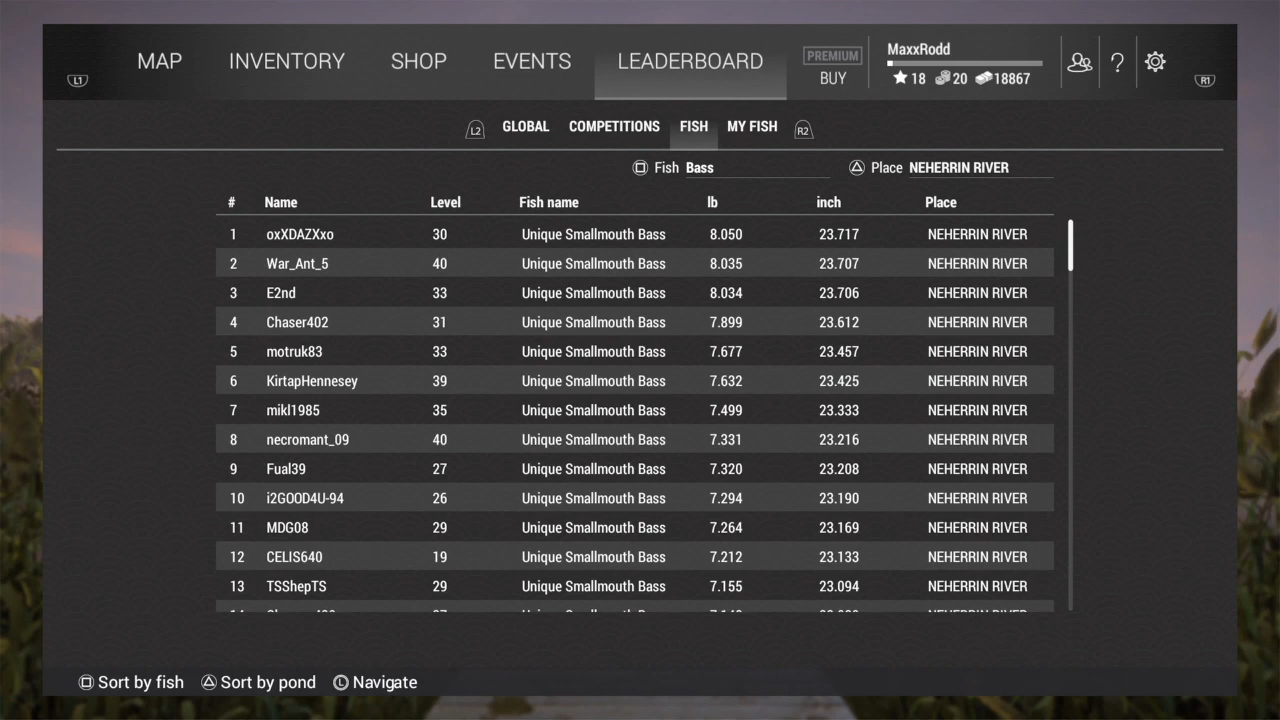 MAP INVENTORY SHOP EVENTS LEADERBOARD PREMIUM BUY MaxxRodd
L1 18 20 18867 ? R1
L2 GLOBAL COMPETITIONS FISH MY FISH R2
Fish Bass Place NEHERRIN RIVER
# Name Level Fish name lb inch Place
1 oxXDAZXxo 30 Unique Smallmouth Bass 8.050 23.717 NEHERRIN RIVER
2 War_Ant_5 40 Unique Smallmouth Bass 8.035 23.707 NEHERRIN RIVER
3 E2nd 33 Unique Smallmouth Bass 8.034 23.706 NEHERRIN RIVER
4 Chaser402 31 Unique Smallmouth Bass 7.899 23.612 NEHERRIN RIVER
5 motruk83 33 Unique Smallmouth Bass 7.677 23.457 NEHERRIN RIVER
6 KirtapHennesey 39 Unique Smallmouth Bass 7.632 23.425 NEHERRIN RIVER
7 mikl1985 35 Unique Smallmouth Bass 7.499 23.333 NEHERRIN RIVER
8 necromant_09 40 Unique Smallmouth Bass 7.331 23.216 NEHERRIN RIVER
9 Fual39 27 Unique Smallmouth Bass 7.320 23.208 NEHERRIN RIVER
10 i2GOOD4U-94 26 Unique Smallmouth Bass 7.294 23.190 NEHERRIN RIVER
11 MDG08 29 Unique Smallmouth Bass 7.264 23.169 NEHERRIN RIVER
12 CELIS640 19 Unique Smallmouth Bass 7.212 23.133 NEHERRIN RIVER
13 TSShepTS 29 Unique Smallmouth Bass 7.155 23.094 NEHERRIN RIVER
Sort by fish Sort by pond L Navigate